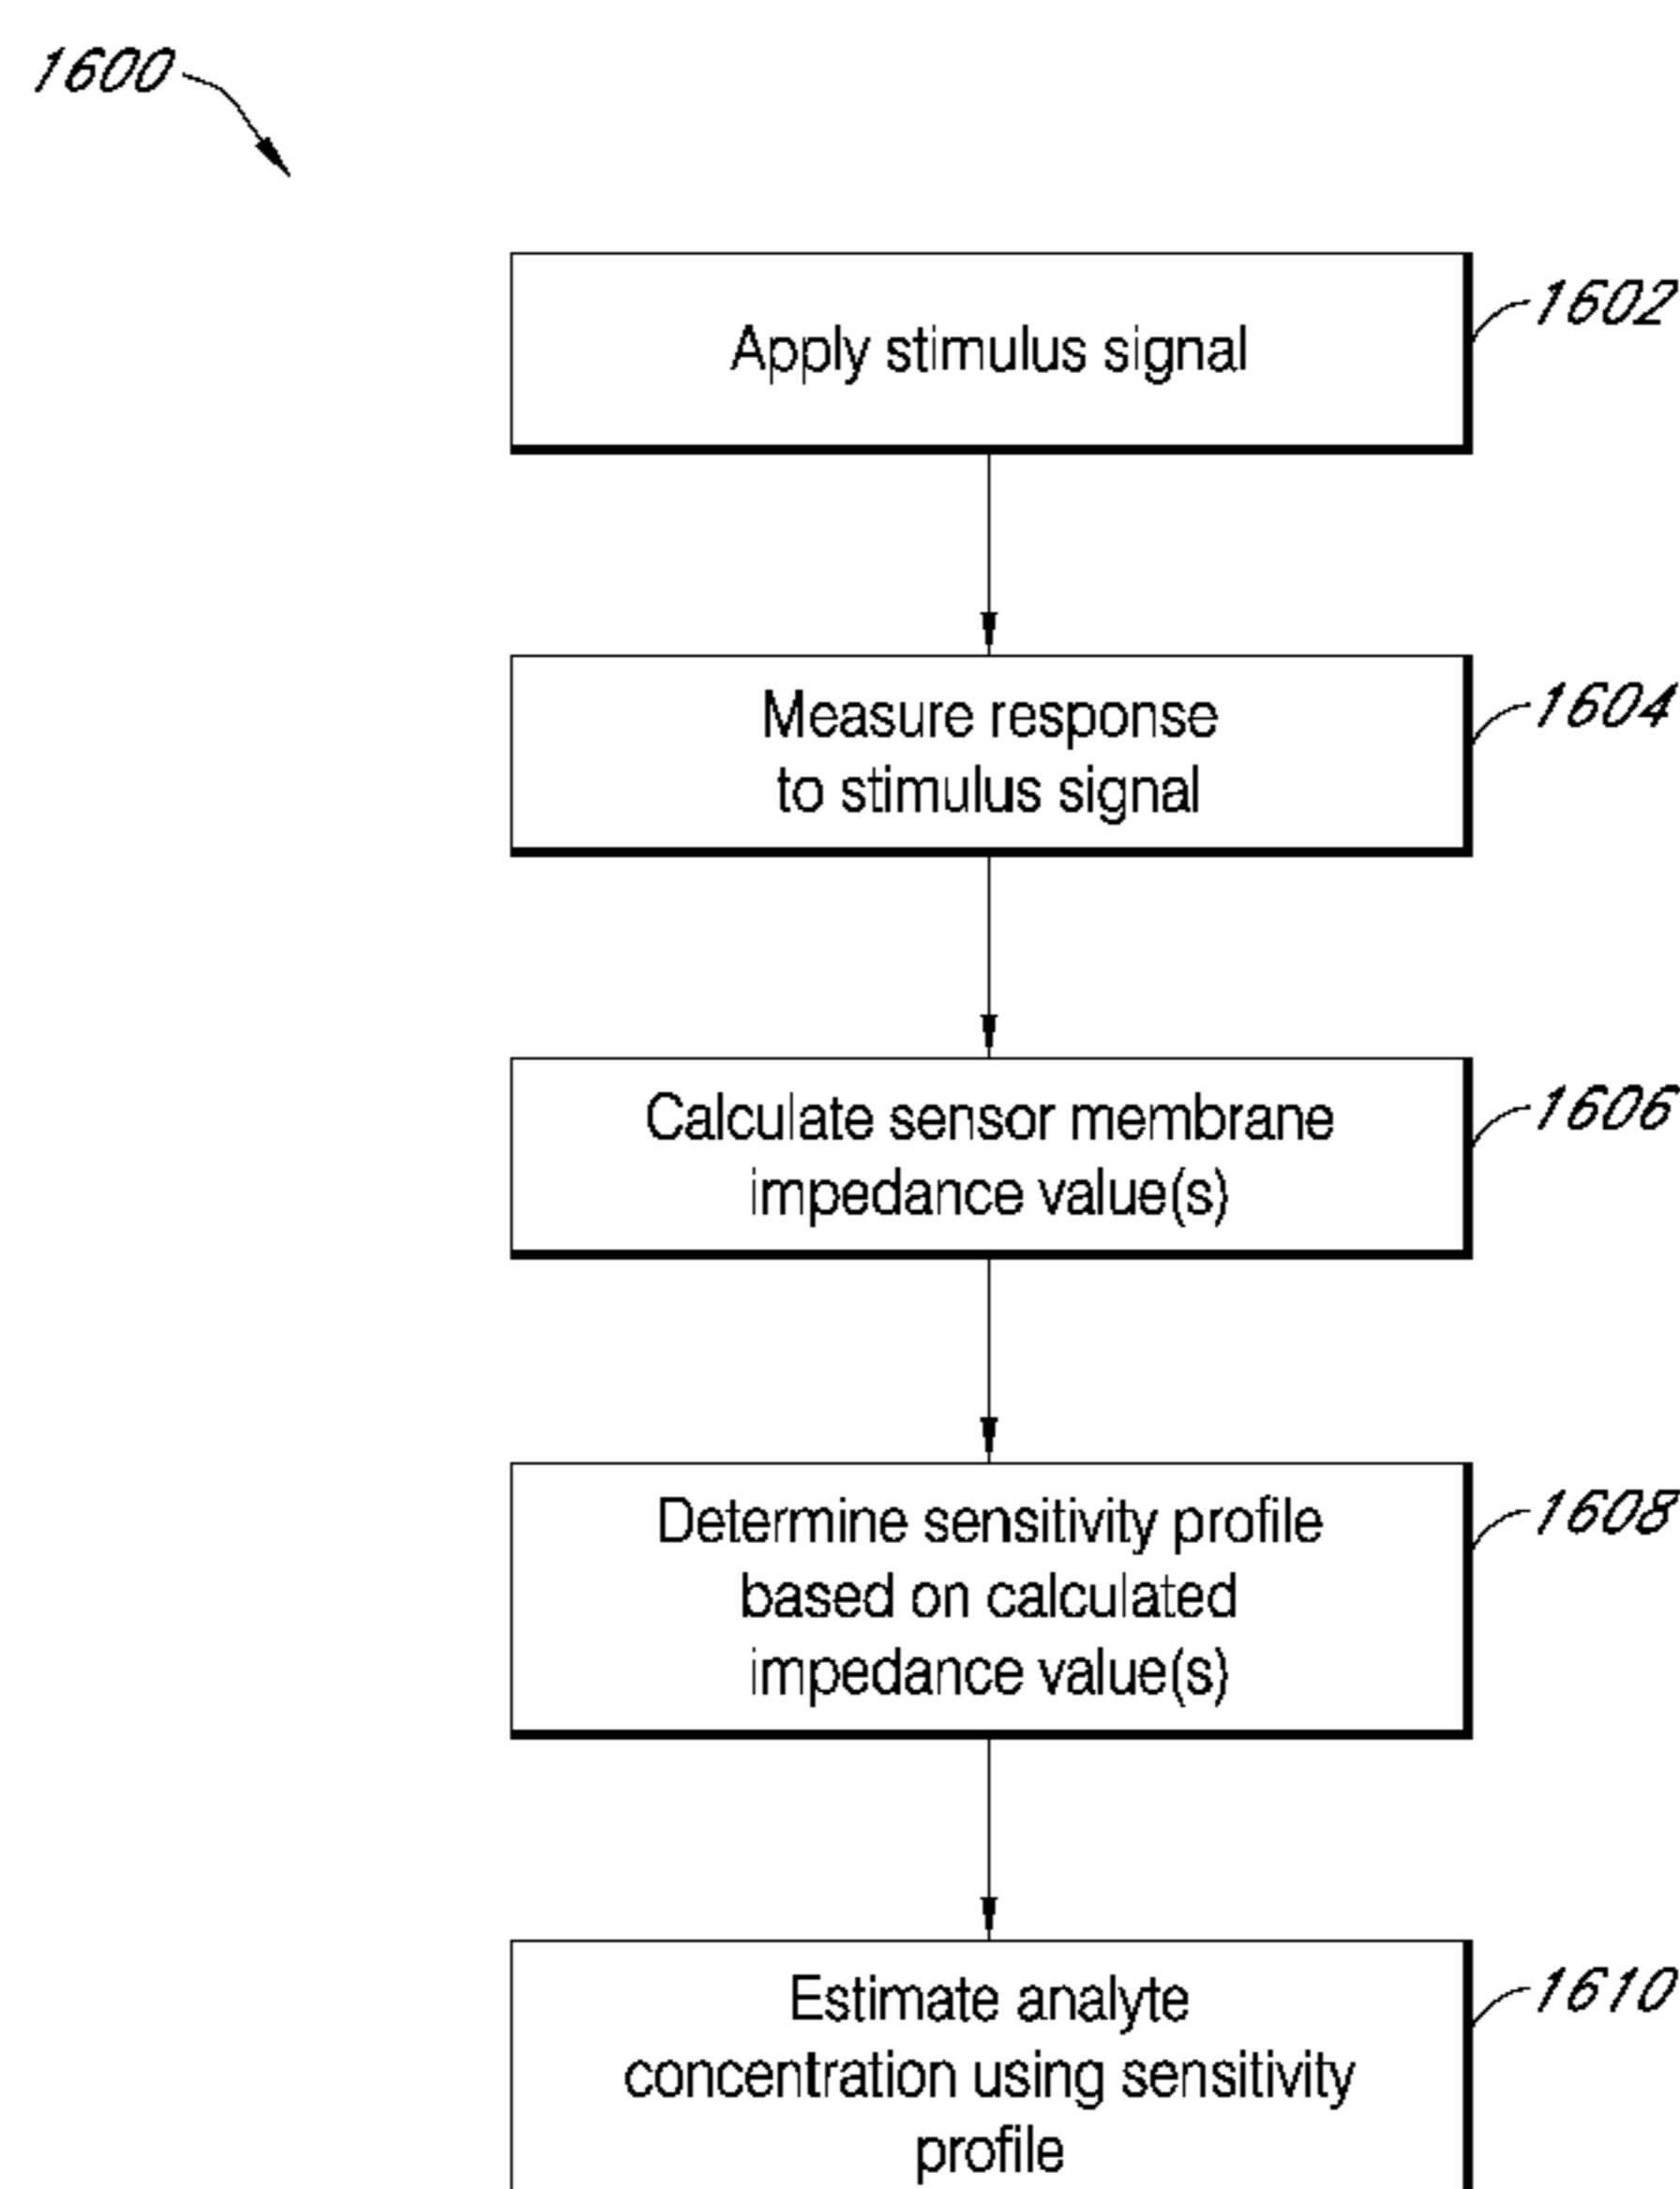 1600
Apply stimulus signal
1602
Measure response
to stimulus signal
1604
Calculate sensor membrane
impedance value(s)
1606
Determine sensitivity profile
based on calculated
impedance value(s)
1608
Estimate analyte
concentration using sensitivity
profile
1610